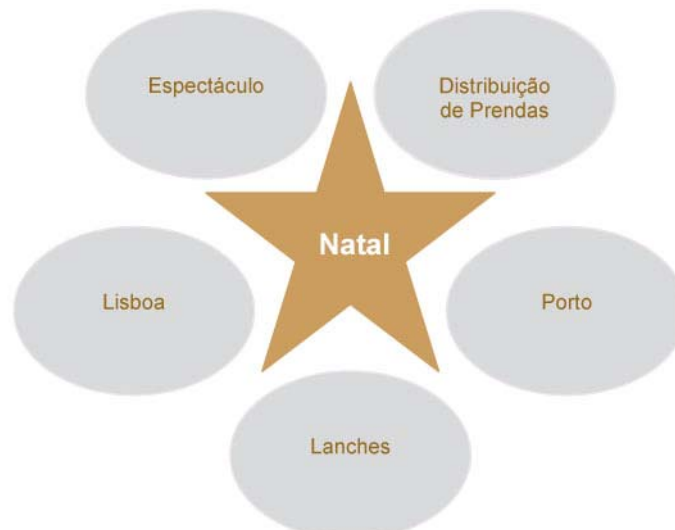 Espectáculo
Distribuição
de Prendas
Natal
Lisboa
Porto
Lanches